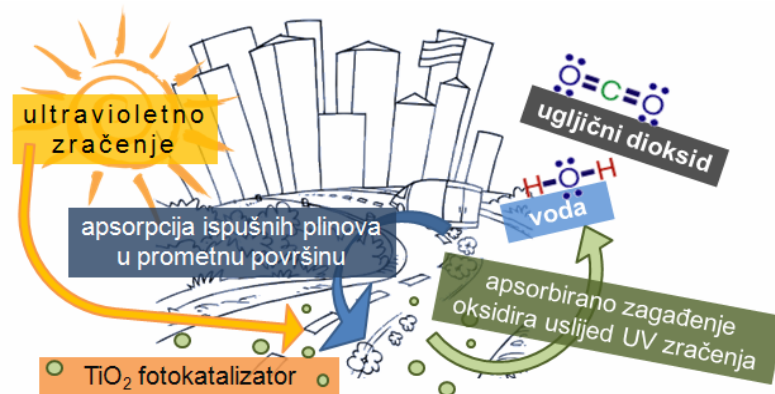 ultravioletno
zračenje
O=C=O
ugljični dioksid
H-O-H
voda
apsorpcija ispušnih plinova
u prometnu površinu
apsorbirano zagađenje
oksidira uslijed UV zračenja
TiO₂ fotokatalizator